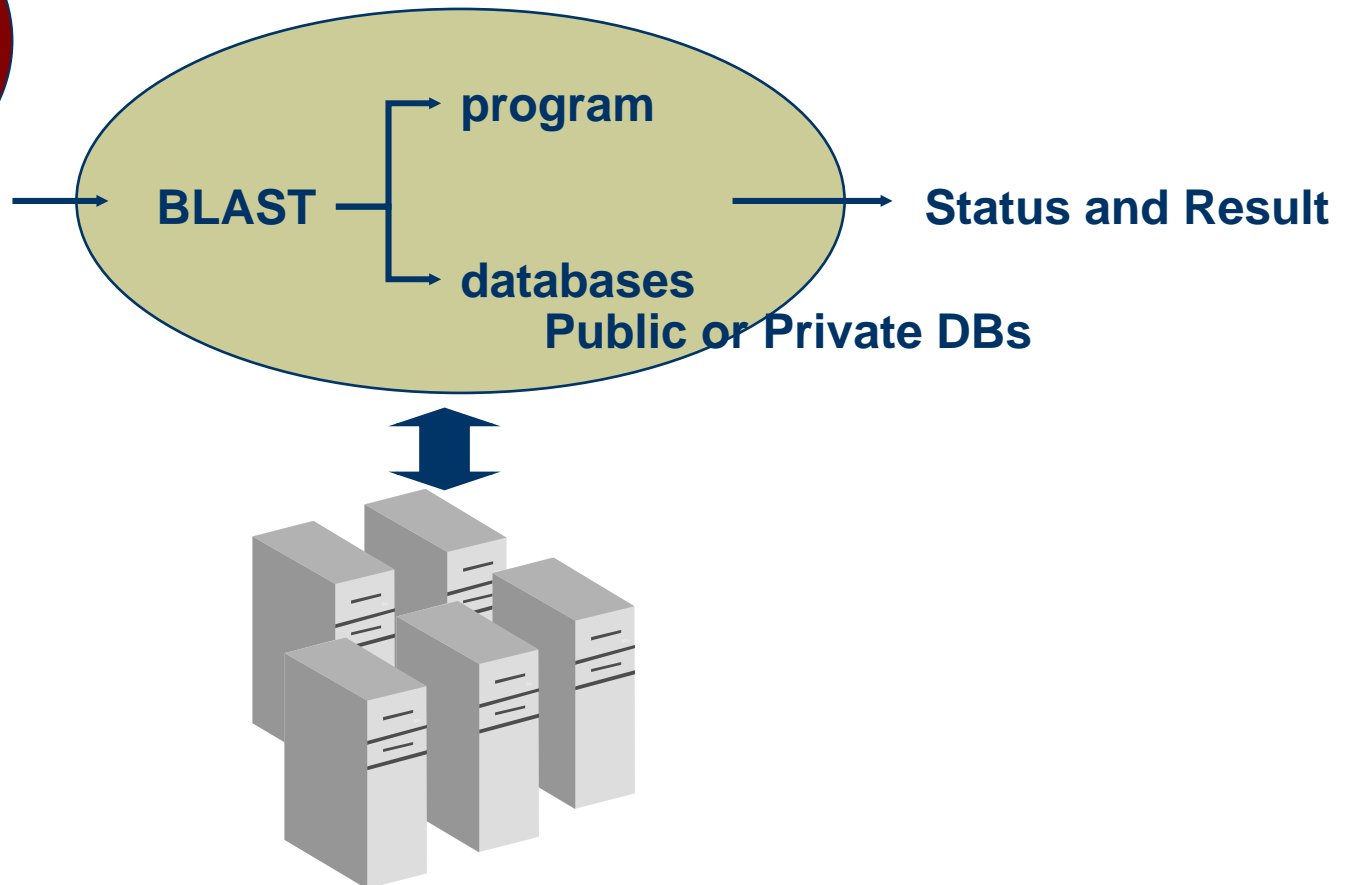 program
BLAST
Status and Result
databases
Public or Private DBs